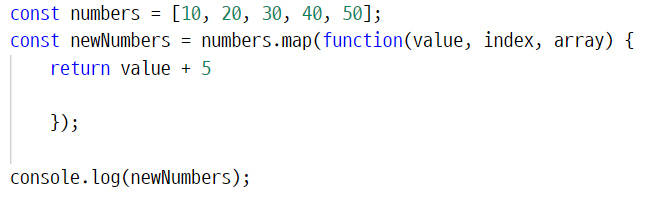 const numbers = [10, 20, 30, 40, 50];
const newNumbers = numbers.map(function(value, index, array) {
    return value + 5
    });
console.log(newNumbers);